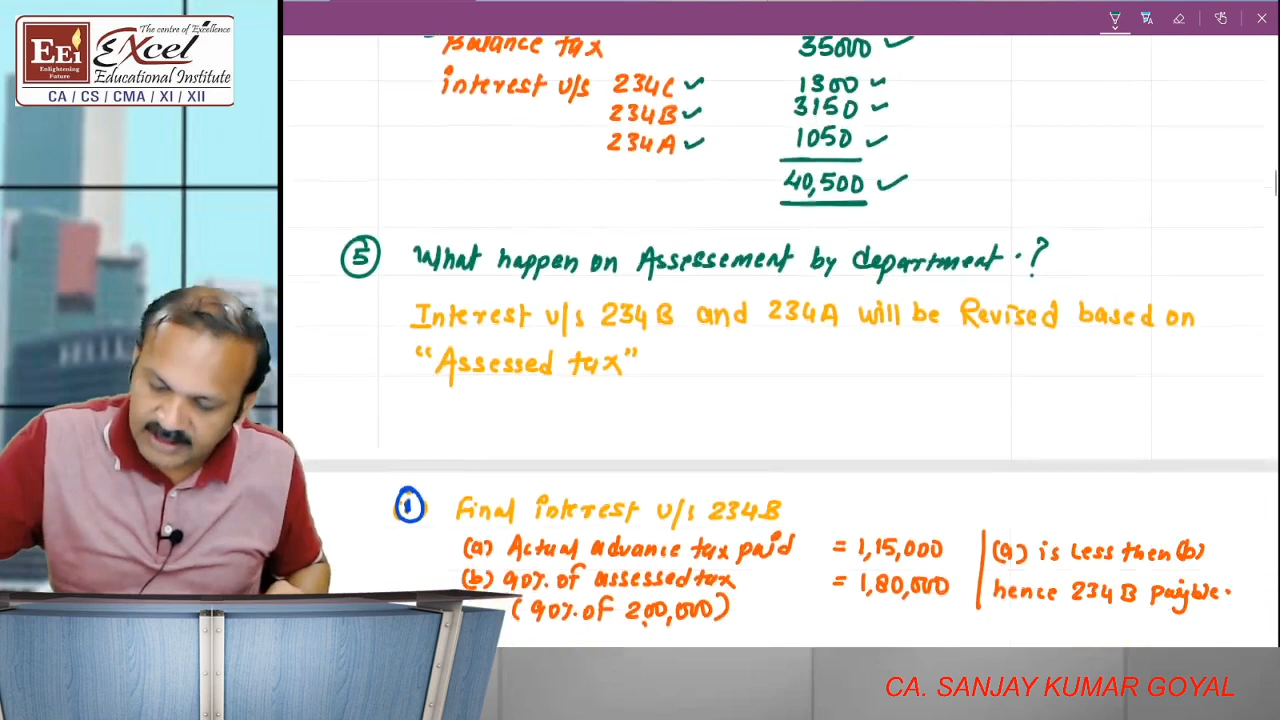 The centre of Excellence
EEi
Enlightening
Future
eXcel
Educational Institute
CA / CS / CMA / XI / XII
Balance tax 35000
interest u/s 234C 1300
234B 3150
234A 1050
40,500
5 What happen on Assessement by department.?
Interest u/s 234B and 234A will be Revised based on
"Assessed tax"
1 Final interest u/s 234B
(a) Actual advance tax paid = 1,15,000 (a) is less then (b)
(b) 90% of assessed tax = 1,80,000 hence 234B payble.
(90% of 200,000)
CA. SANJAY KUMAR GOYAL